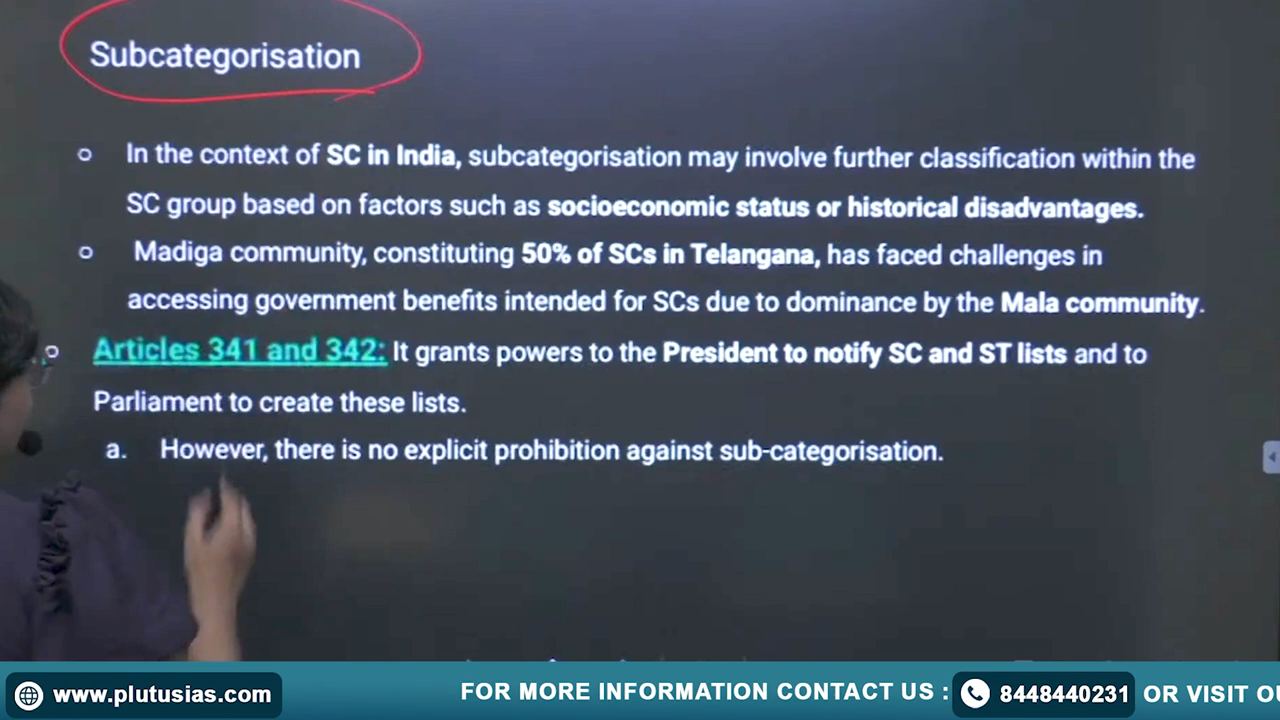 Subcategorisation
In the context of SC in India, subcategorisation may involve further classification within the
SC group based on factors such as socioeconomic status or historical disadvantages.
Madiga community, constituting 50% of SCs in Telangana, has faced challenges in
accessing government benefits intended for SCs due to dominance by the Mala community.
Articles 341 and 342: It grants powers to the President to notify SC and ST lists and to
Parliament to create these lists.
a. However, there is no explicit prohibition against sub-categorisation.
www.plutusias.com FOR MORE INFORMATION CONTACT US : 8448440231 OR VISIT OU